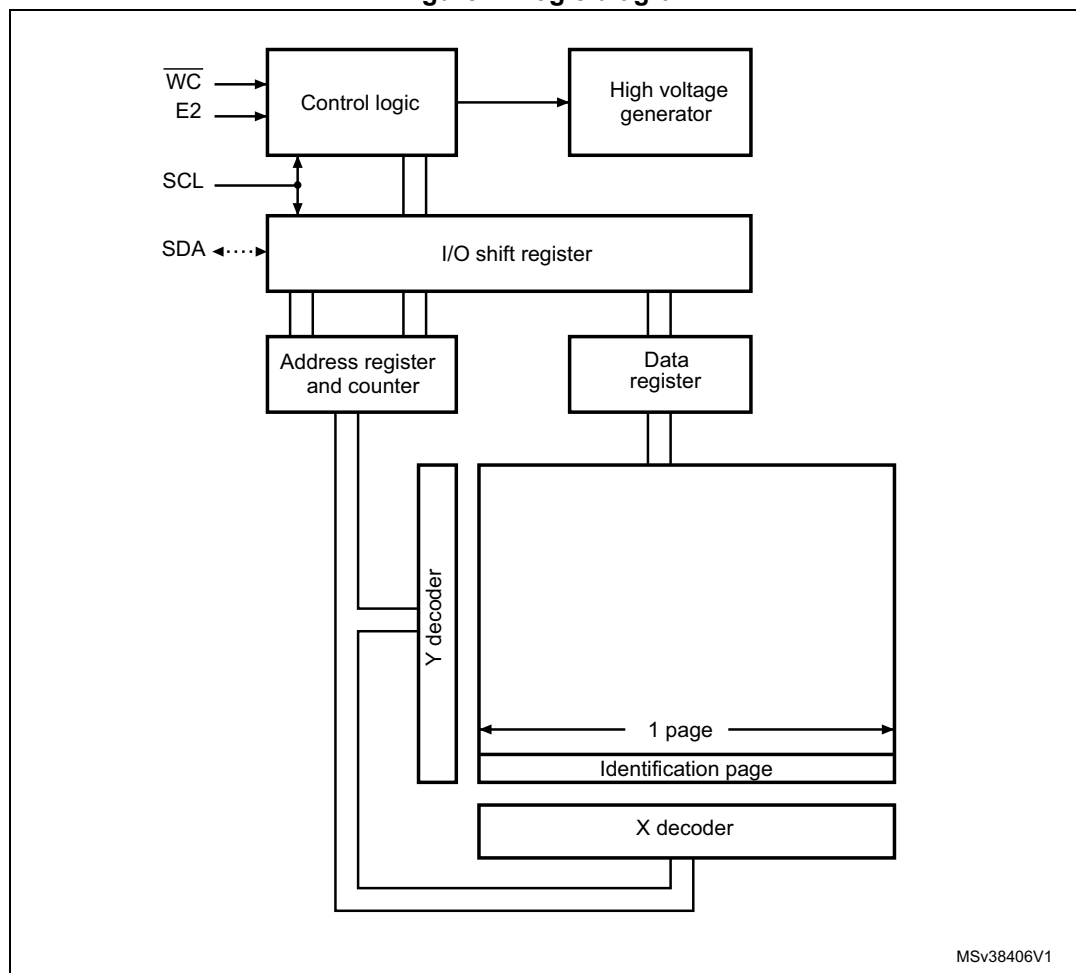 W̅C̅
E2
Control logic
High voltage
generator
SCL
SDA
I/O shift register
Address register
and counter
Data
register
Y decoder
1 page
Identification page
X decoder
MSv38406V1